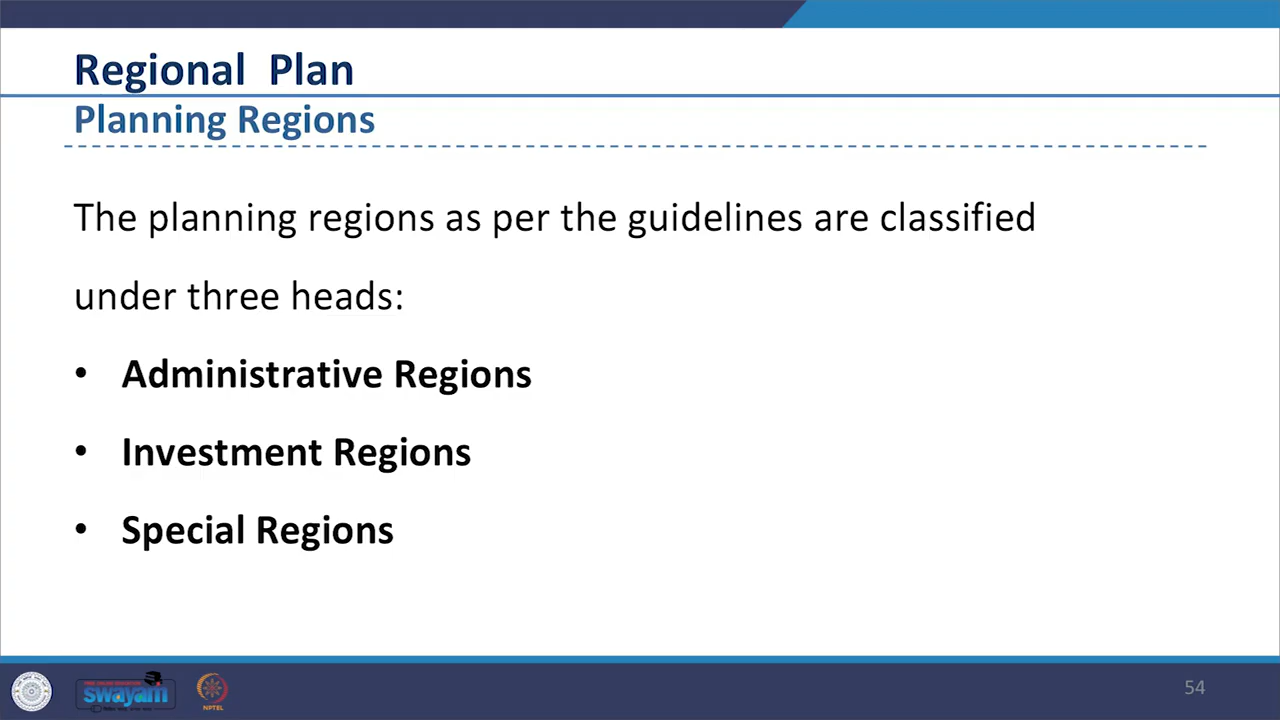 Regional Plan
Planning Regions
The planning regions as per the guidelines are classified
under three heads:
• Administrative Regions
• Investment Regions
• Special Regions
swayam
NPTEL
54